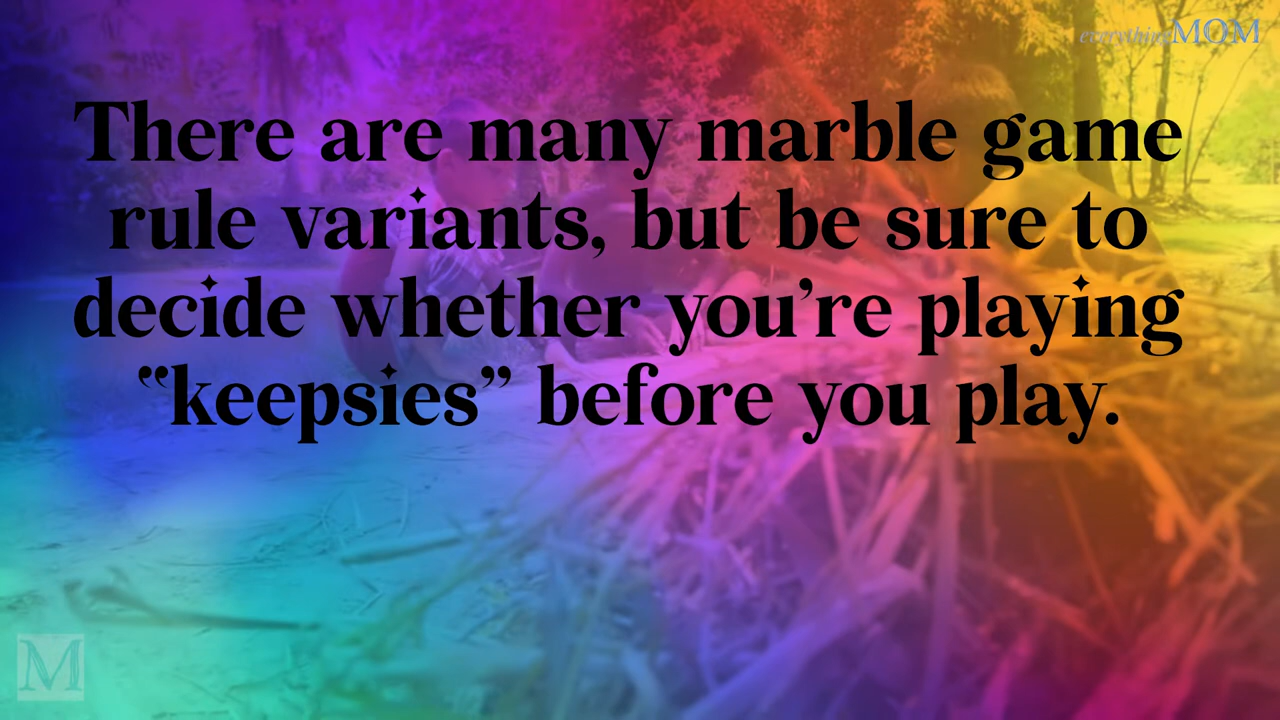 everythingMOM
There are many marble game
rule variants, but be sure to
decide whether you’re playing
“keepsies” before you play.
M